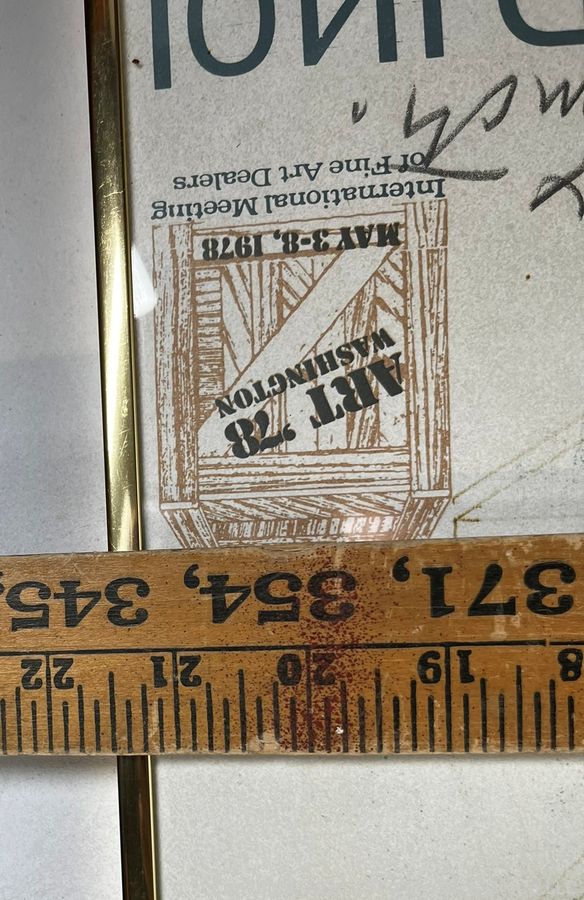 19 20 21 22
371, 354, 345,
ART '78
WASHINGTON
MAY 3-8, 1978
International Meeting
of Fine Art Dealers